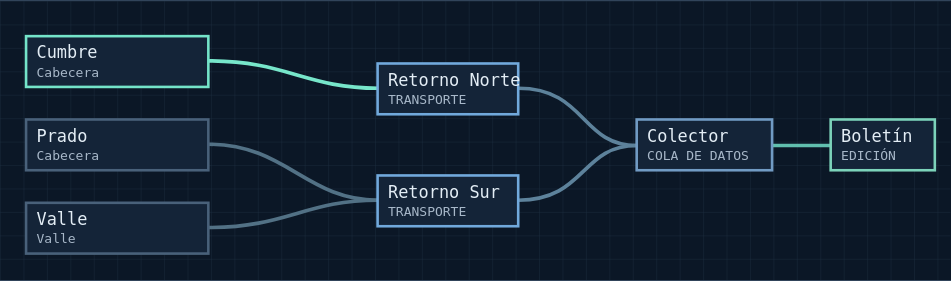 Cumbre
Cabecera
Prado
Cabecera
Valle
Valle
Retorno Norte
TRANSPORTE
Retorno Sur
TRANSPORTE
Colector
COLA DE DATOS
Boletín
EDICIÓN